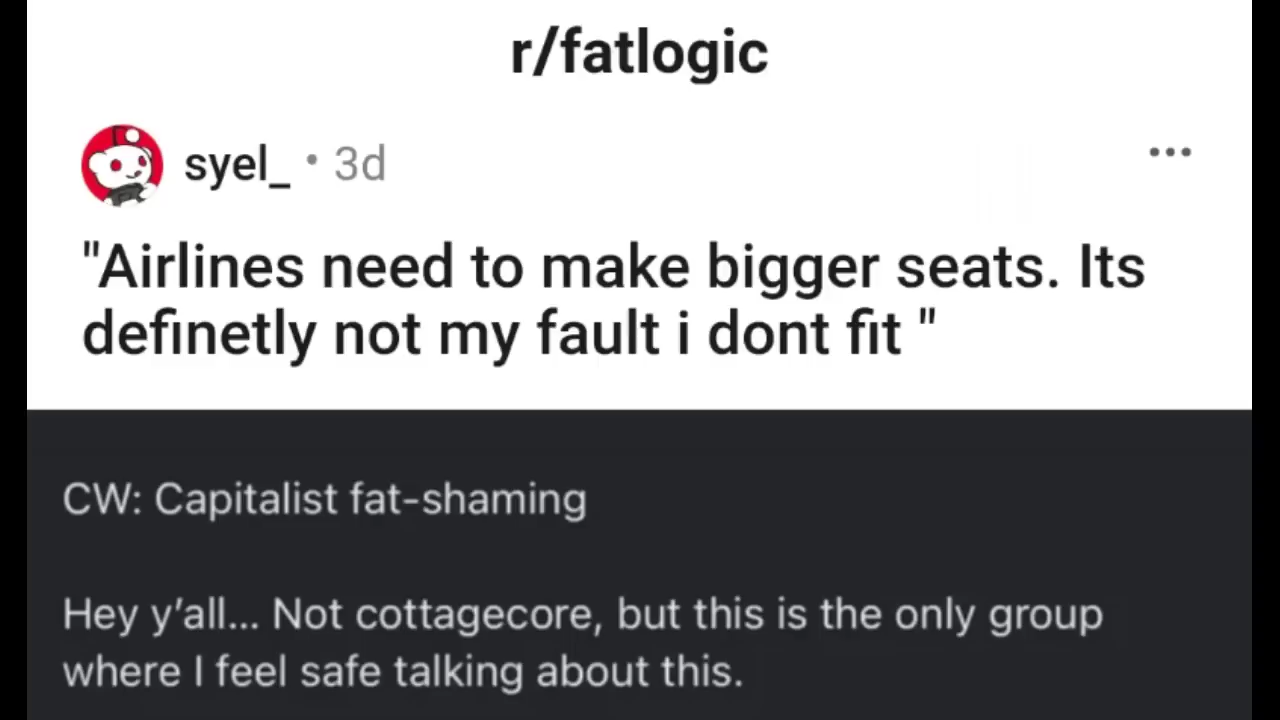 r/fatlogic
syel_ • 3d
"Airlines need to make bigger seats. Its
definetly not my fault i dont fit "
CW: Capitalist fat-shaming
Hey y’all... Not cottagecore, but this is the only group
where I feel safe talking about this.